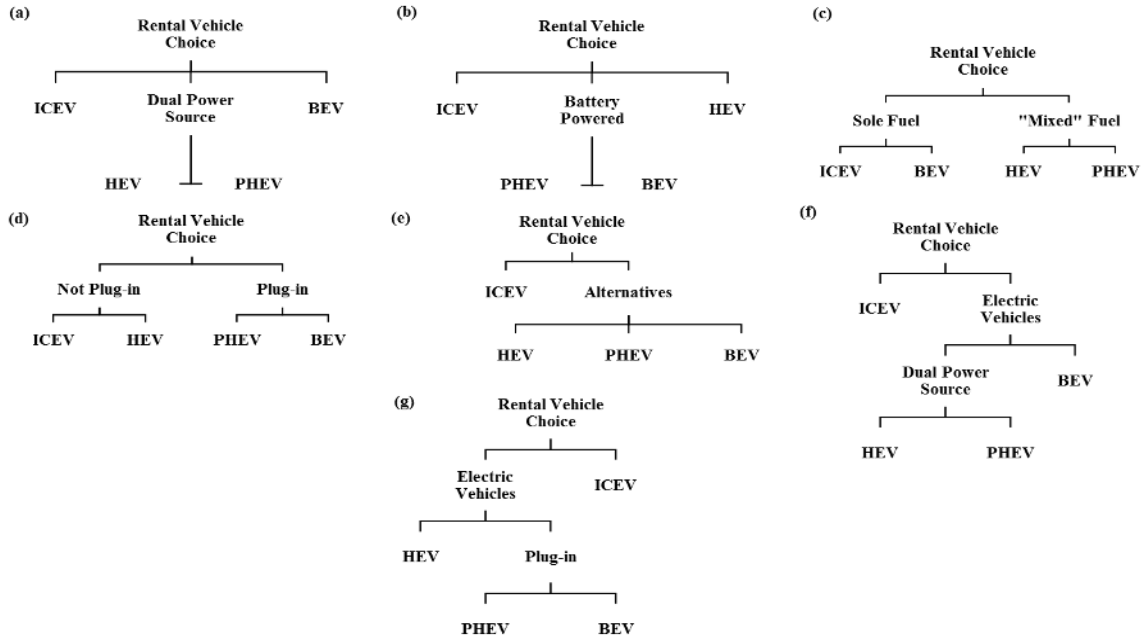 (a)
Rental Vehicle
Choice
ICEV
Dual Power
Source
BEV
HEV
PHEV
(b)
Rental Vehicle
Choice
ICEV
Battery
Powered
HEV
PHEV
BEV
(c)
Rental Vehicle
Choice
Sole Fuel
"Mixed" Fuel
ICEV
BEV
HEV
PHEV
(d)
Rental Vehicle
Choice
Not Plug-in
Plug-in
ICEV
HEV
PHEV
BEV
(e)
Rental Vehicle
Choice
ICEV
Alternatives
HEV
PHEV
BEV
(f)
Rental Vehicle
Choice
ICEV
Electric
Vehicles
Dual Power
Source
BEV
HEV
PHEV
(g)
Rental Vehicle
Choice
Electric
Vehicles
ICEV
HEV
Plug-in
PHEV
BEV